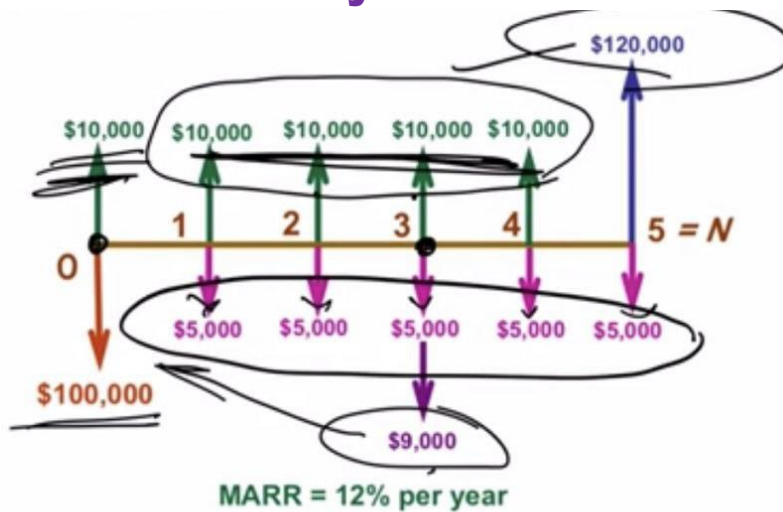 $120,000
$10,000 $10,000 $10,000 $10,000 $10,000
0 1 2 3 4 5 = N
$5,000 $5,000 $5,000 $5,000 $5,000
$100,000
$9,000
MARR = 12% per year